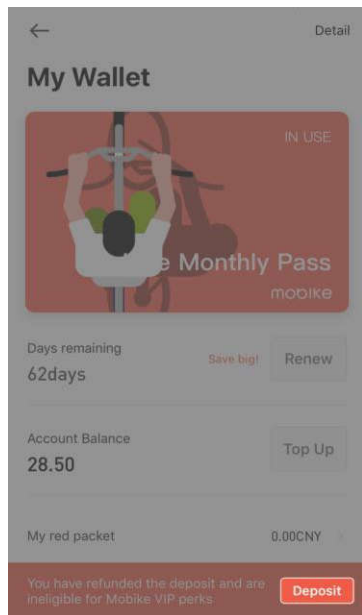 Detail
My Wallet
IN USE
e Monthly Pass
mobike
Days remaining
Save big!
Renew
62days
Account Balance
Top Up
28.50
My red packet
0.00CNY
You have refunded the deposit and are
ineligible for Mobike VIP perks
Deposit